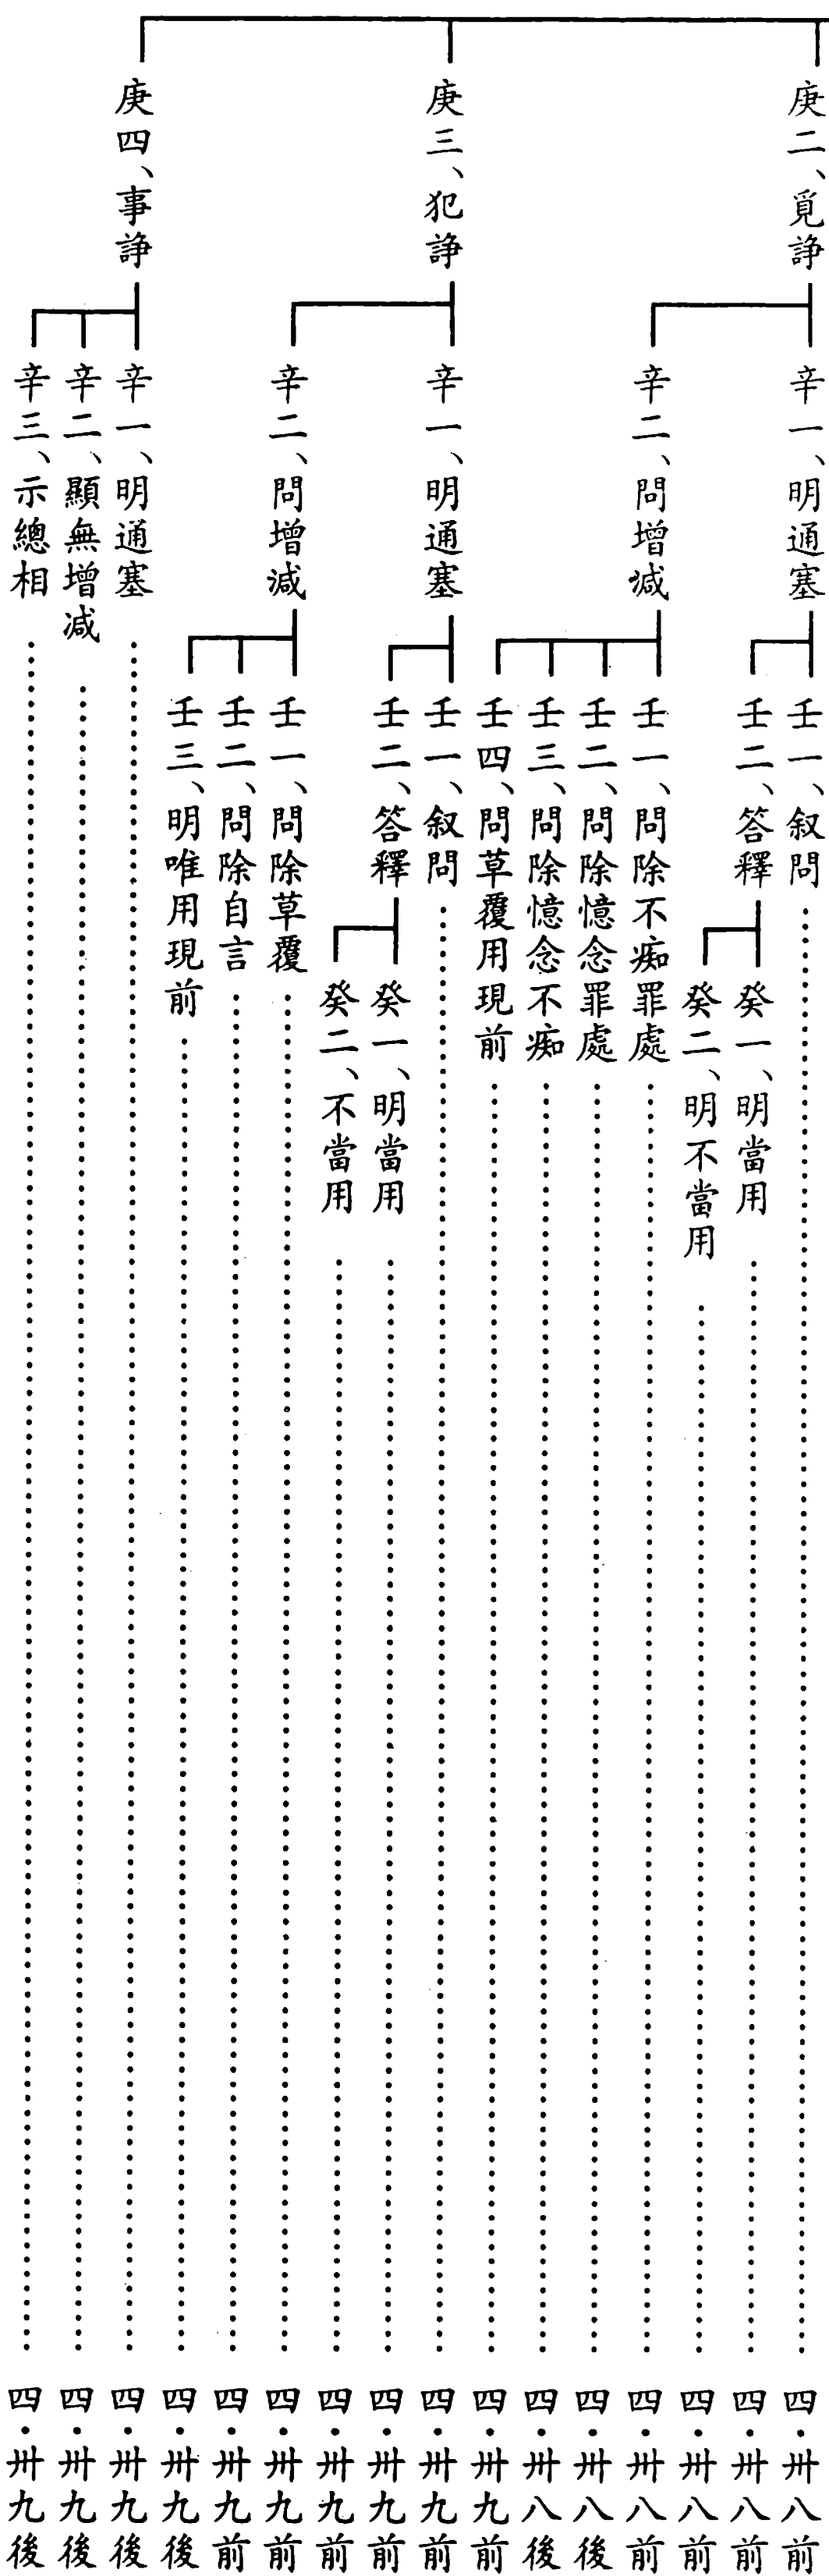 庚二、覓諍
辛一、明通塞
壬一、叙問……四・卅八前
壬二、答釋
癸一、明當用……四・卅八前
癸二、明不當用……四・卅八前
辛二、問增減
壬一、問除不痴罪處……四・卅八前
壬二、問除憶念罪處……四・卅八後
壬三、問除憶念不痴……四・卅八後
壬四、問草覆用現前……四・卅九前
庚三、犯諍
辛一、明通塞
壬一、叙問……四・卅九前
壬二、答釋
癸一、明當用……四・卅九前
癸二、不當用……四・卅九前
辛二、問增減
壬一、問除草覆……四・卅九前
壬二、問除自言……四・卅九前
壬三、明唯用現前……四・卅九後
庚四、事諍
辛一、明通塞……四・卅九後
辛二、顯無增減……四・卅九後
辛三、示總相……四・卅九後